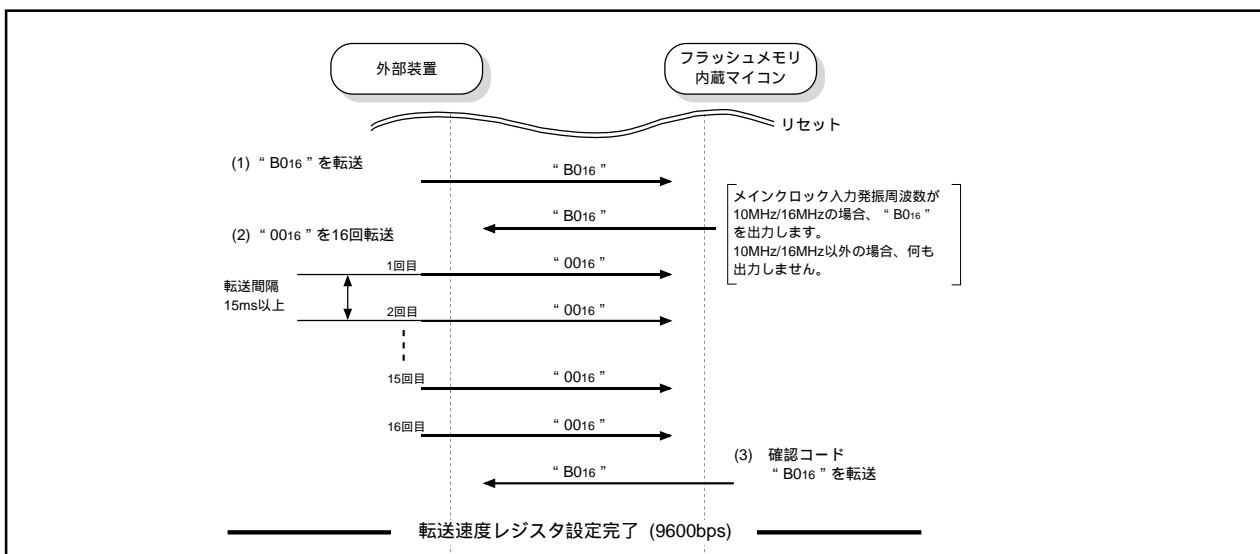 外部装置
フラッシュメモリ
内蔵マイコン
リセット
(1) “ B016 ” を転送
“ B016 ”
“ B016 ”
メインクロック入力発振周波数が
10MHz/16MHzの場合、“ B016 ”
を出力します。
10MHz/16MHz以外の場合、何も
出力しません。
(2) “ 0016 ” を16回転送
1回目
“ 0016 ”
転送間隔
15ms以上
2回目
“ 0016 ”
15回目
“ 0016 ”
16回目
“ 0016 ”
(3) 確認コード
“ B016 ” を転送
“ B016 ”
転送速度レジスタ設定完了 (9600bps)